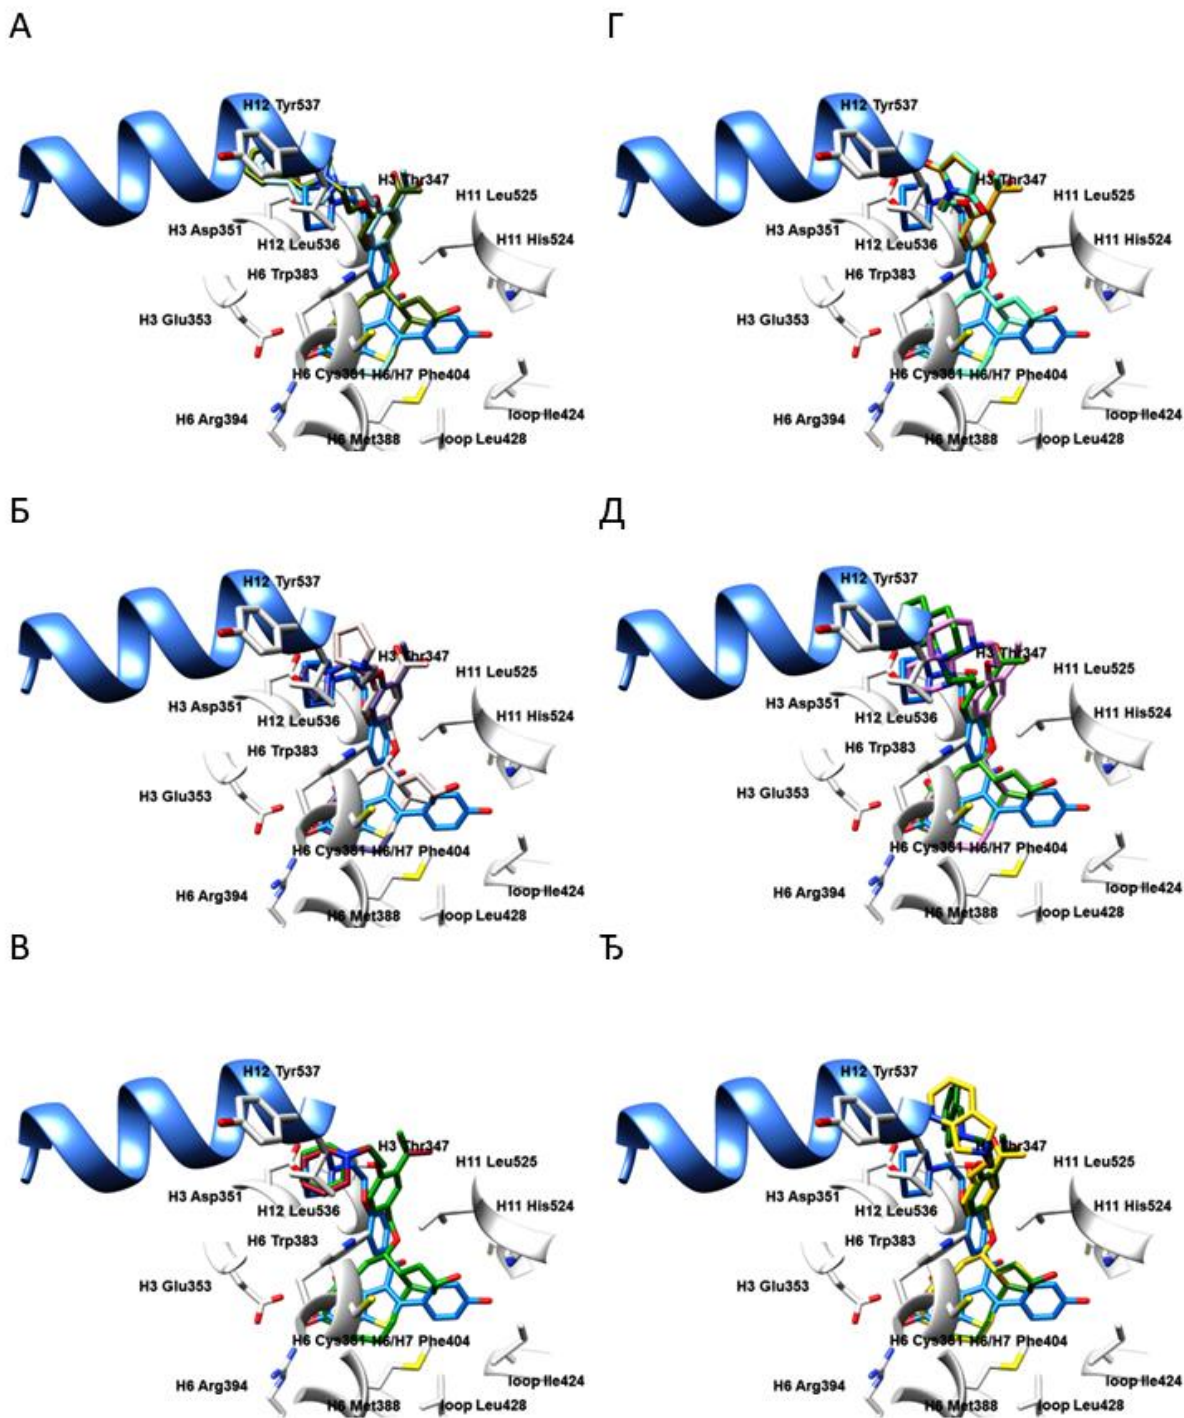 А
H12 Tyr537
H3 Thr347
H11 Leu525
H3 Asp351
H12 Leu536
H11 His524
H6 Trp383
H3 Glu353
H6 Cys381 H6/H7 Phe404
H6 Arg394
H6 Met388
loop Leu428
loop Ile424
Г
H12 Tyr537
H3 Thr347
H11 Leu525
H3 Asp351
H12 Leu536
H11 His524
H6 Trp383
H3 Glu353
H6 Cys381 H6/H7 Phe404
H6 Arg394
H6 Met388
loop Leu428
loop Ile424
Б
H12 Tyr537
H3 Thr347
H11 Leu525
H3 Asp351
H12 Leu536
H11 His524
H6 Trp383
H3 Glu353
H6 Cys381 H6/H7 Phe404
H6 Arg394
H6 Met388
loop Leu428
loop Ile424
Д
H12 Tyr537
H3 Thr347
H11 Leu525
H3 Asp351
H12 Leu536
H11 His524
H6 Trp383
H3 Glu353
H6 Cys381 H6/H7 Phe404
H6 Arg394
H6 Met388
loop Leu428
loop Ile424
В
H12 Tyr537
H3 Thr347
H11 Leu525
H3 Asp351
H12 Leu536
H11 His524
H6 Trp383
H3 Glu353
H6 Cys381 H6/H7 Phe404
H6 Arg394
H6 Met388
loop Leu428
loop Ile424
Ђ
H12 Tyr537
H3 Thr347
H11 Leu525
H3 Asp351
H12 Leu536
H11 His524
H6 Trp383
H3 Glu353
H6 Cys381 H6/H7 Phe404
H6 Arg394
H6 Met388
loop Leu428
loop Ile424